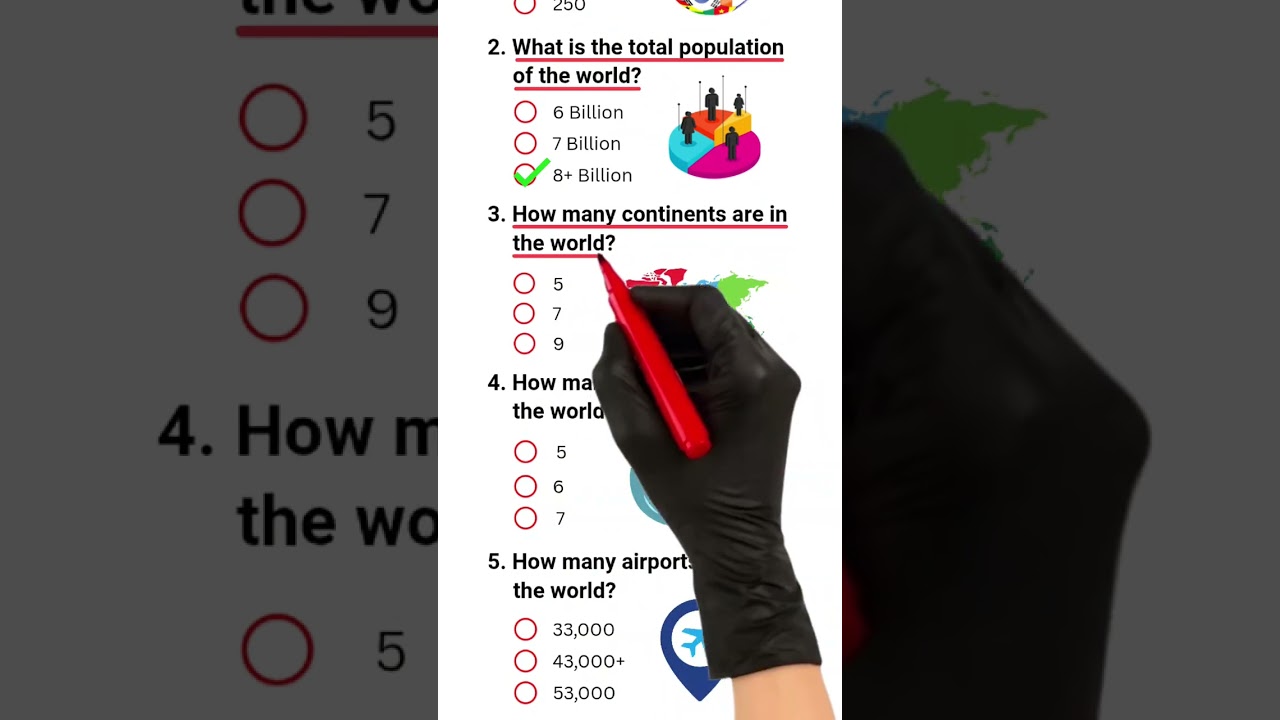 250
2. What is the total population
of the world?
6 Billion
7 Billion
8+ Billion
3. How many continents are in
the world?
5
7
9
4. How
the world
5
6
7
5. How many airports
the world?
33,000
43,000+
53,000
the
5
7
9
4. How
the
5